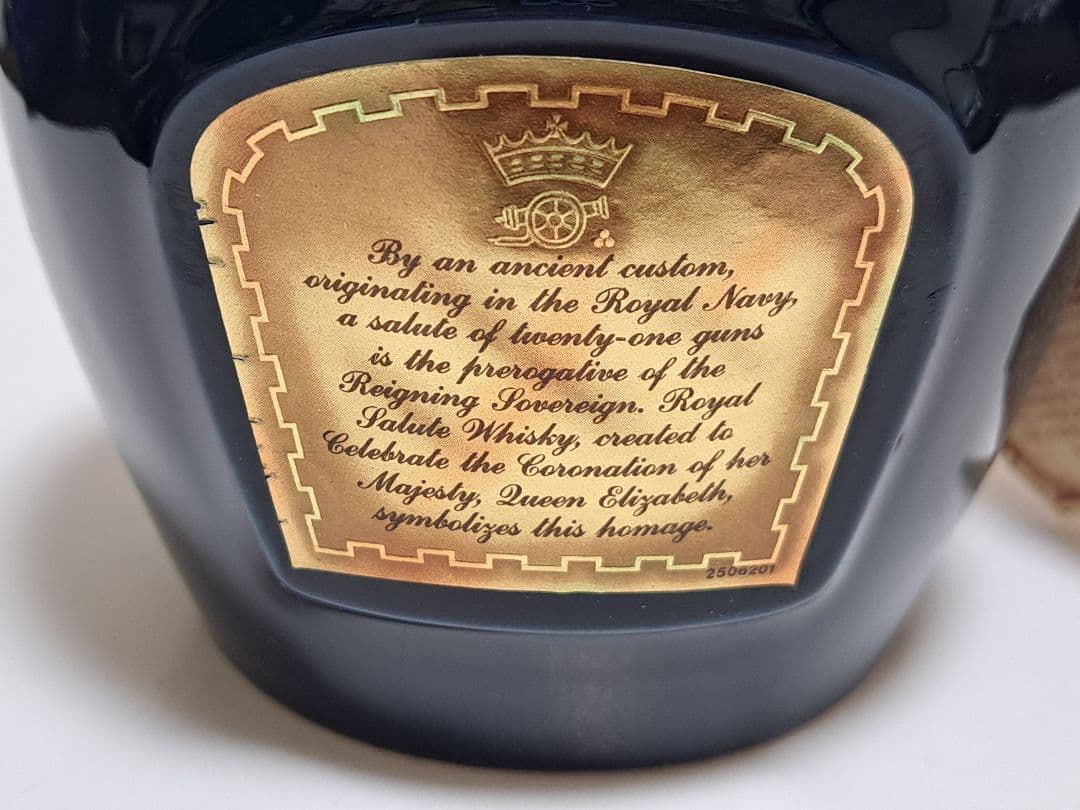 By an ancient custom,
originating in the Royal Navy,
a salute of twenty-one guns
is the prerogative of the
Reigning Sovereign. Royal
Salute Whisky, created to
Celebrate the Coronation of her
Majesty, Queen Elizabeth,
symbolizes this homage.
2506201